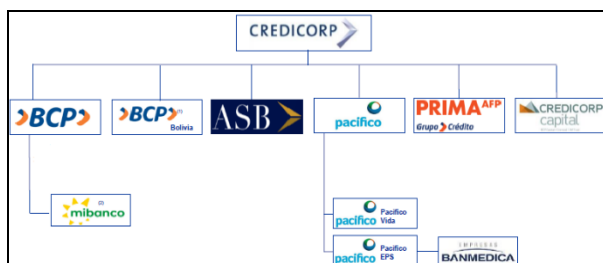 CREDICORP
BCP
BCP
Bolivia
ASB
pacífico
PRIMA AFP
Grupo Crédito
CREDICORP
capital
mibanco
pacífico
Pacífico
Vida
pacífico
Pacífico
EPS
EMPRESAS
BANMEDICA